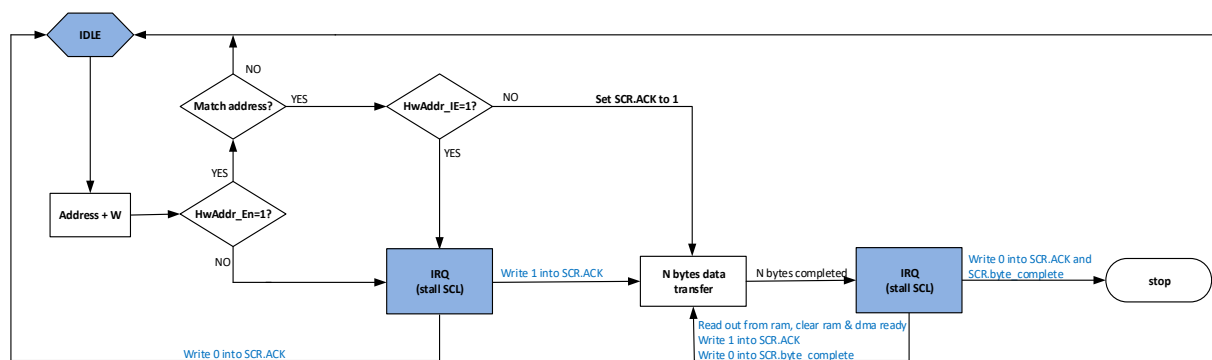 IDLE
NO
Match address?
YES
HwAddr_IE=1?
NO
Set SCR.ACK to 1
YES
YES
Address + W
HwAddr_En=1?
NO
IRQ
(stall SCL)
Write 1 into SCR.ACK
N bytes data
transfer
N bytes completed
IRQ
(stall SCL)
Write 0 into SCR.ACK and
SCR.byte_complete
stop
Read out from ram, clear ram & dma ready
Write 1 into SCR.ACK
Write 0 into SCR.byte_complete
Write 0 into SCR.ACK